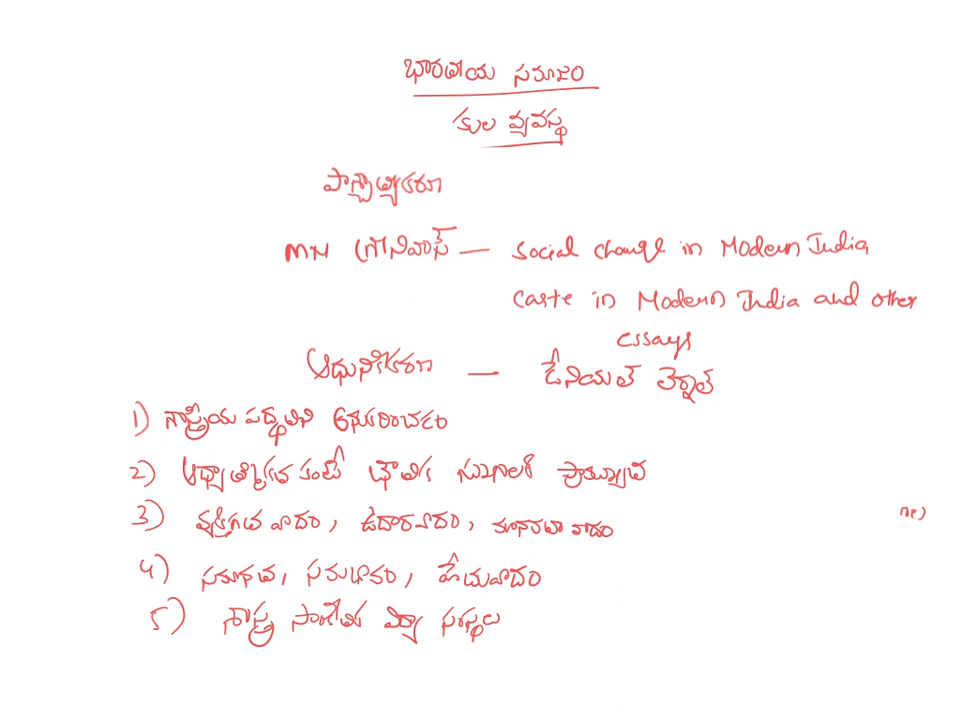 భారతీయ సమాజం
కుల వ్యవస్థ
పాశ్చాత్యీకరణ
MN శ్రీనివాస్ — Social change in Modern India
caste in Modern India and other
essays
ఆధునికీకరణ — డేనియల్ లెర్నర్
1) శాస్త్రీయ పద్ధతిని అనుసరించడం
2) ఆధ్యాత్మికత కంటే భౌతిక సుఖాలకే ప్రాముఖ్యత
3) వ్యక్తిగత వాదం, ఉదారవాదం, మానవతా వాదం
4) సమానత, సమభావం, హేతువాదం
5) శాస్త్ర సాంకేతిక విద్యా సంస్థలు